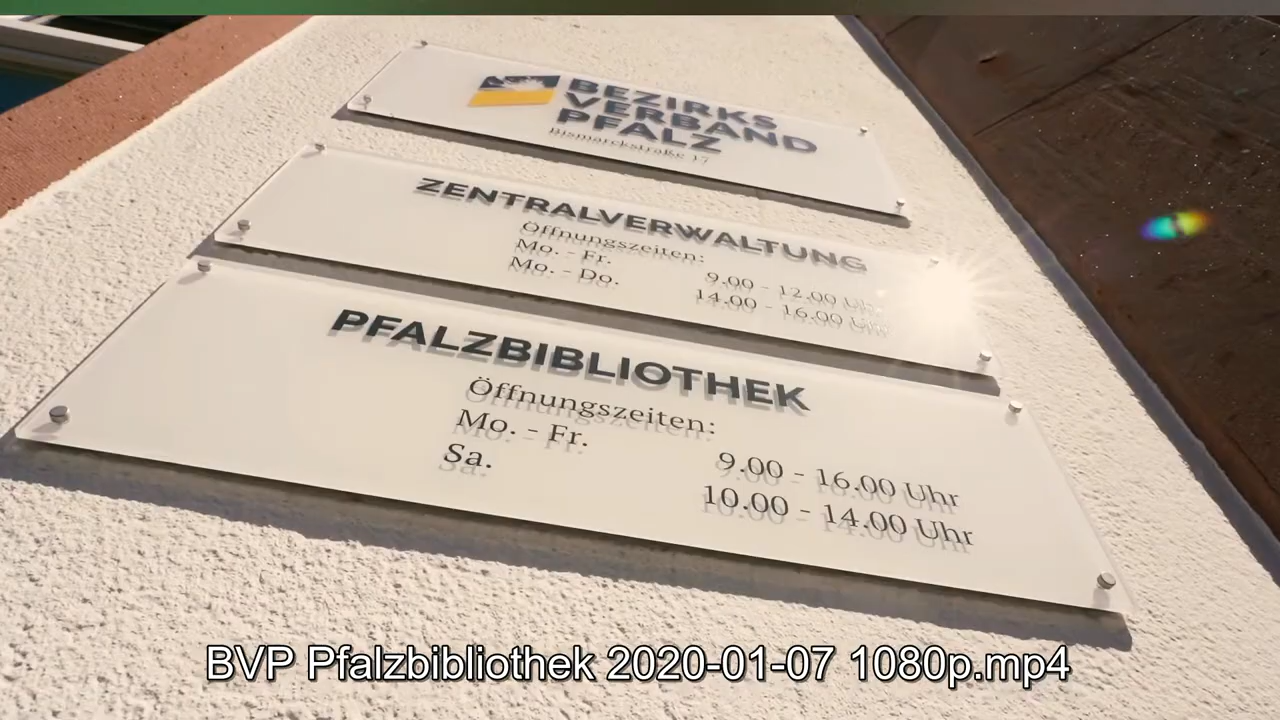 BEZIRKS
VERBAND
PFALZ
Bismarckstraße 17
ZENTRALVERWALTUNG
Öffnungszeiten:
Mo. - Fr. 9.00 - 12.00 Uhr
Mo. - Do. 14.00 - 16.00 Uhr
PFALZBIBLIOTHEK
Öffnungszeiten:
Mo. - Fr. 9.00 - 16.00 Uhr
Sa. 10.00 - 14.00 Uhr
BVP Pfalzbibliothek 2020-01-07 1080p.mp4